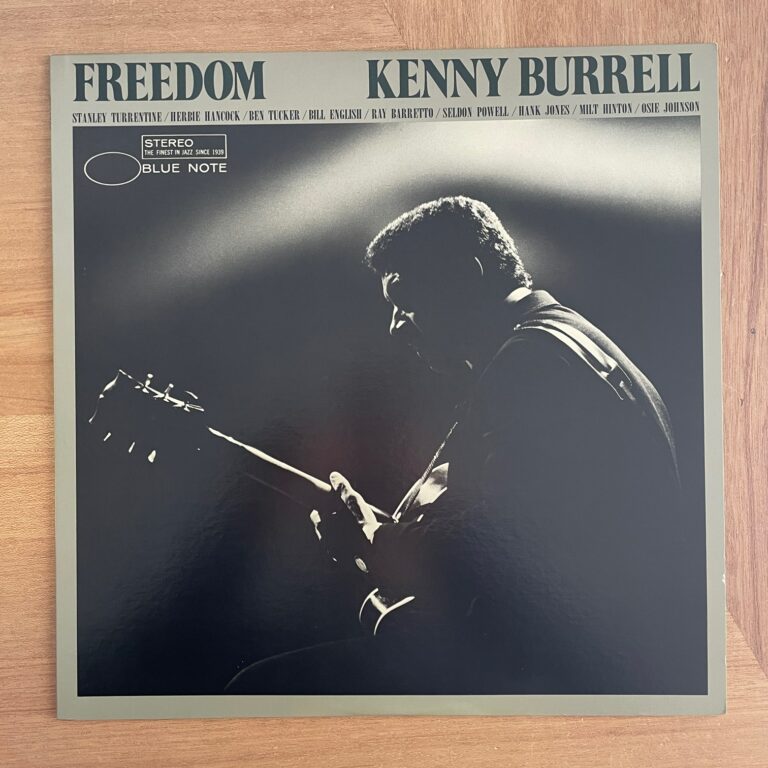 FREEDOM KENNY BURRELL
STANLEY TURRENTINE / HERBIE HANCOCK / BEN TUCKER / BILL ENGLISH / RAY BARRETTO / SELDON POWELL / HANK JONES / MILT HINTON / OSIE JOHNSON
STEREO
THE FINEST IN JAZZ SINCE 1939
BLUE NOTE